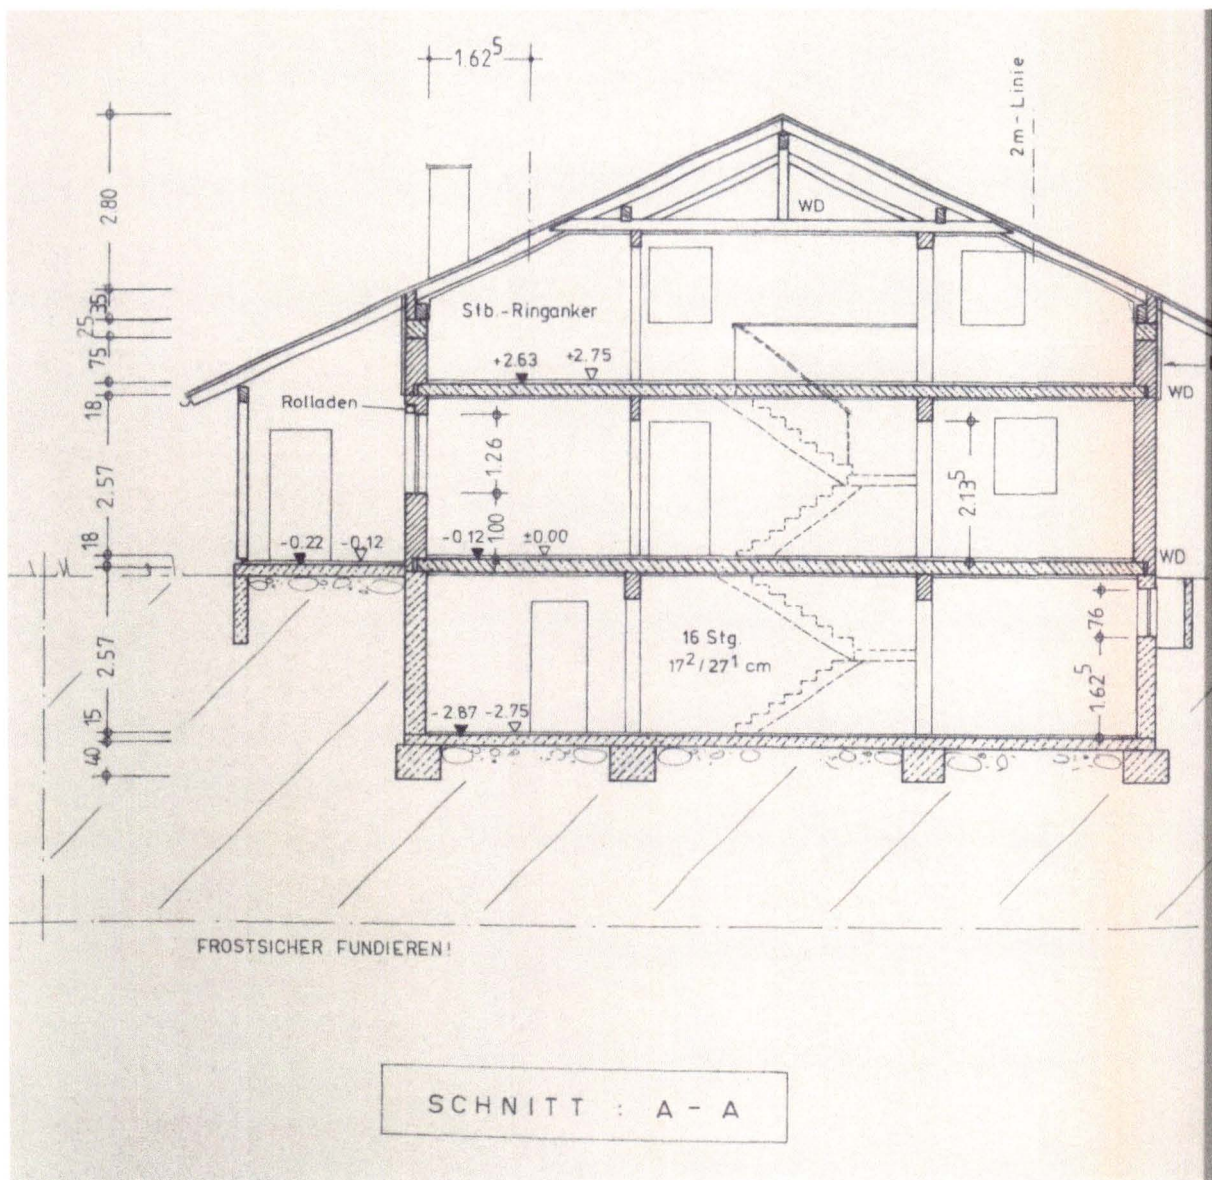 1.62⁵
2m-Linie
2.80
WD
35
25
Stb.-Ringanker
75
+2.63 +2.75
18
Rolladen
WD
1.26
2.13⁵
2.57
100
18
-0.22 -0.12 -0.12 ±0.00
WD
76
16 Stg.
17²/27¹ cm
2.57
1.62⁵
15
-2.87 -2.75
40
FROSTSICHER FUNDIEREN!
SCHNITT : A - A